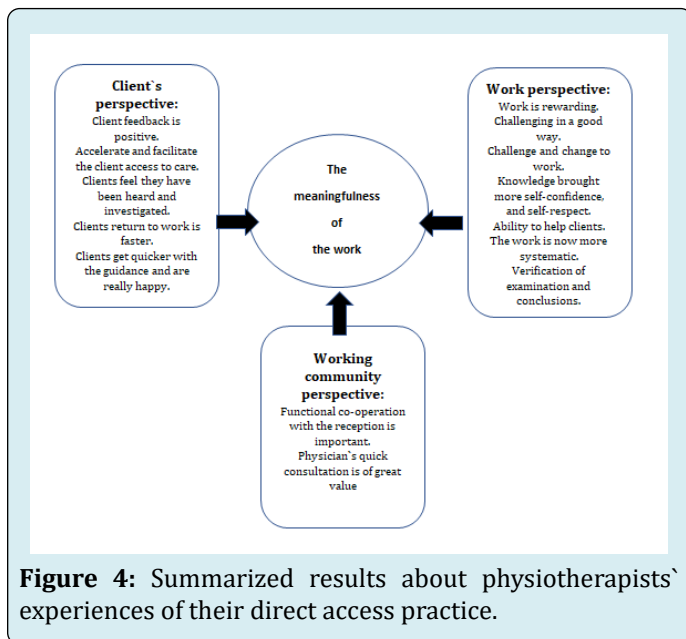 Client`s
perspective:
Client feedback is
positive.
Accelerate and facilitate
the client access to care.
Clients feel they have
been heard and
investigated.
Clients return to work is
faster.
Clients get quicker with
the guidance and are
really happy.
The
meaningfulness
of
the work
Work perspective:
Work is rewarding.
Challenging in a good
way.
Challenge and change to
work.
Knowledge brought
more self-confidence,
and self-respect.
Ability to help clients.
The work is now more
systematic.
Verification of
examination and
conclusions.
Working
community
perspective:
Functional co-operation
with the reception is
important.
Physician`s quick
consultation is of great
value
Figure 4: Summarized results about physiotherapists`
experiences of their direct access practice.